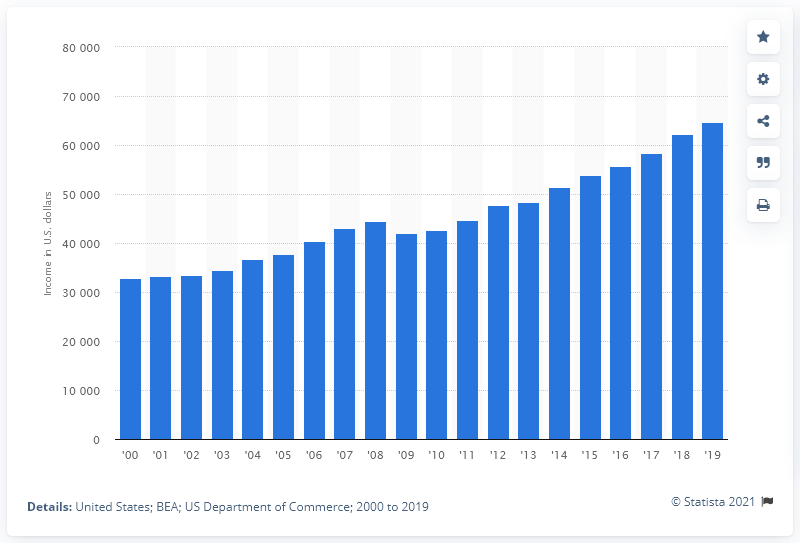 80 000
70 000
60 000
50 000
40 000
30 000
20 000
10 000
0
Income in U.S. dollars
'00 '01 '02 '03 '04 '05 '06 '07 '08 '09 '10 '11 '12 '13 '14 '15 '16 '17 '18 '19
© Statista 2021
Details: United States; BEA; US Department of Commerce; 2000 to 2019